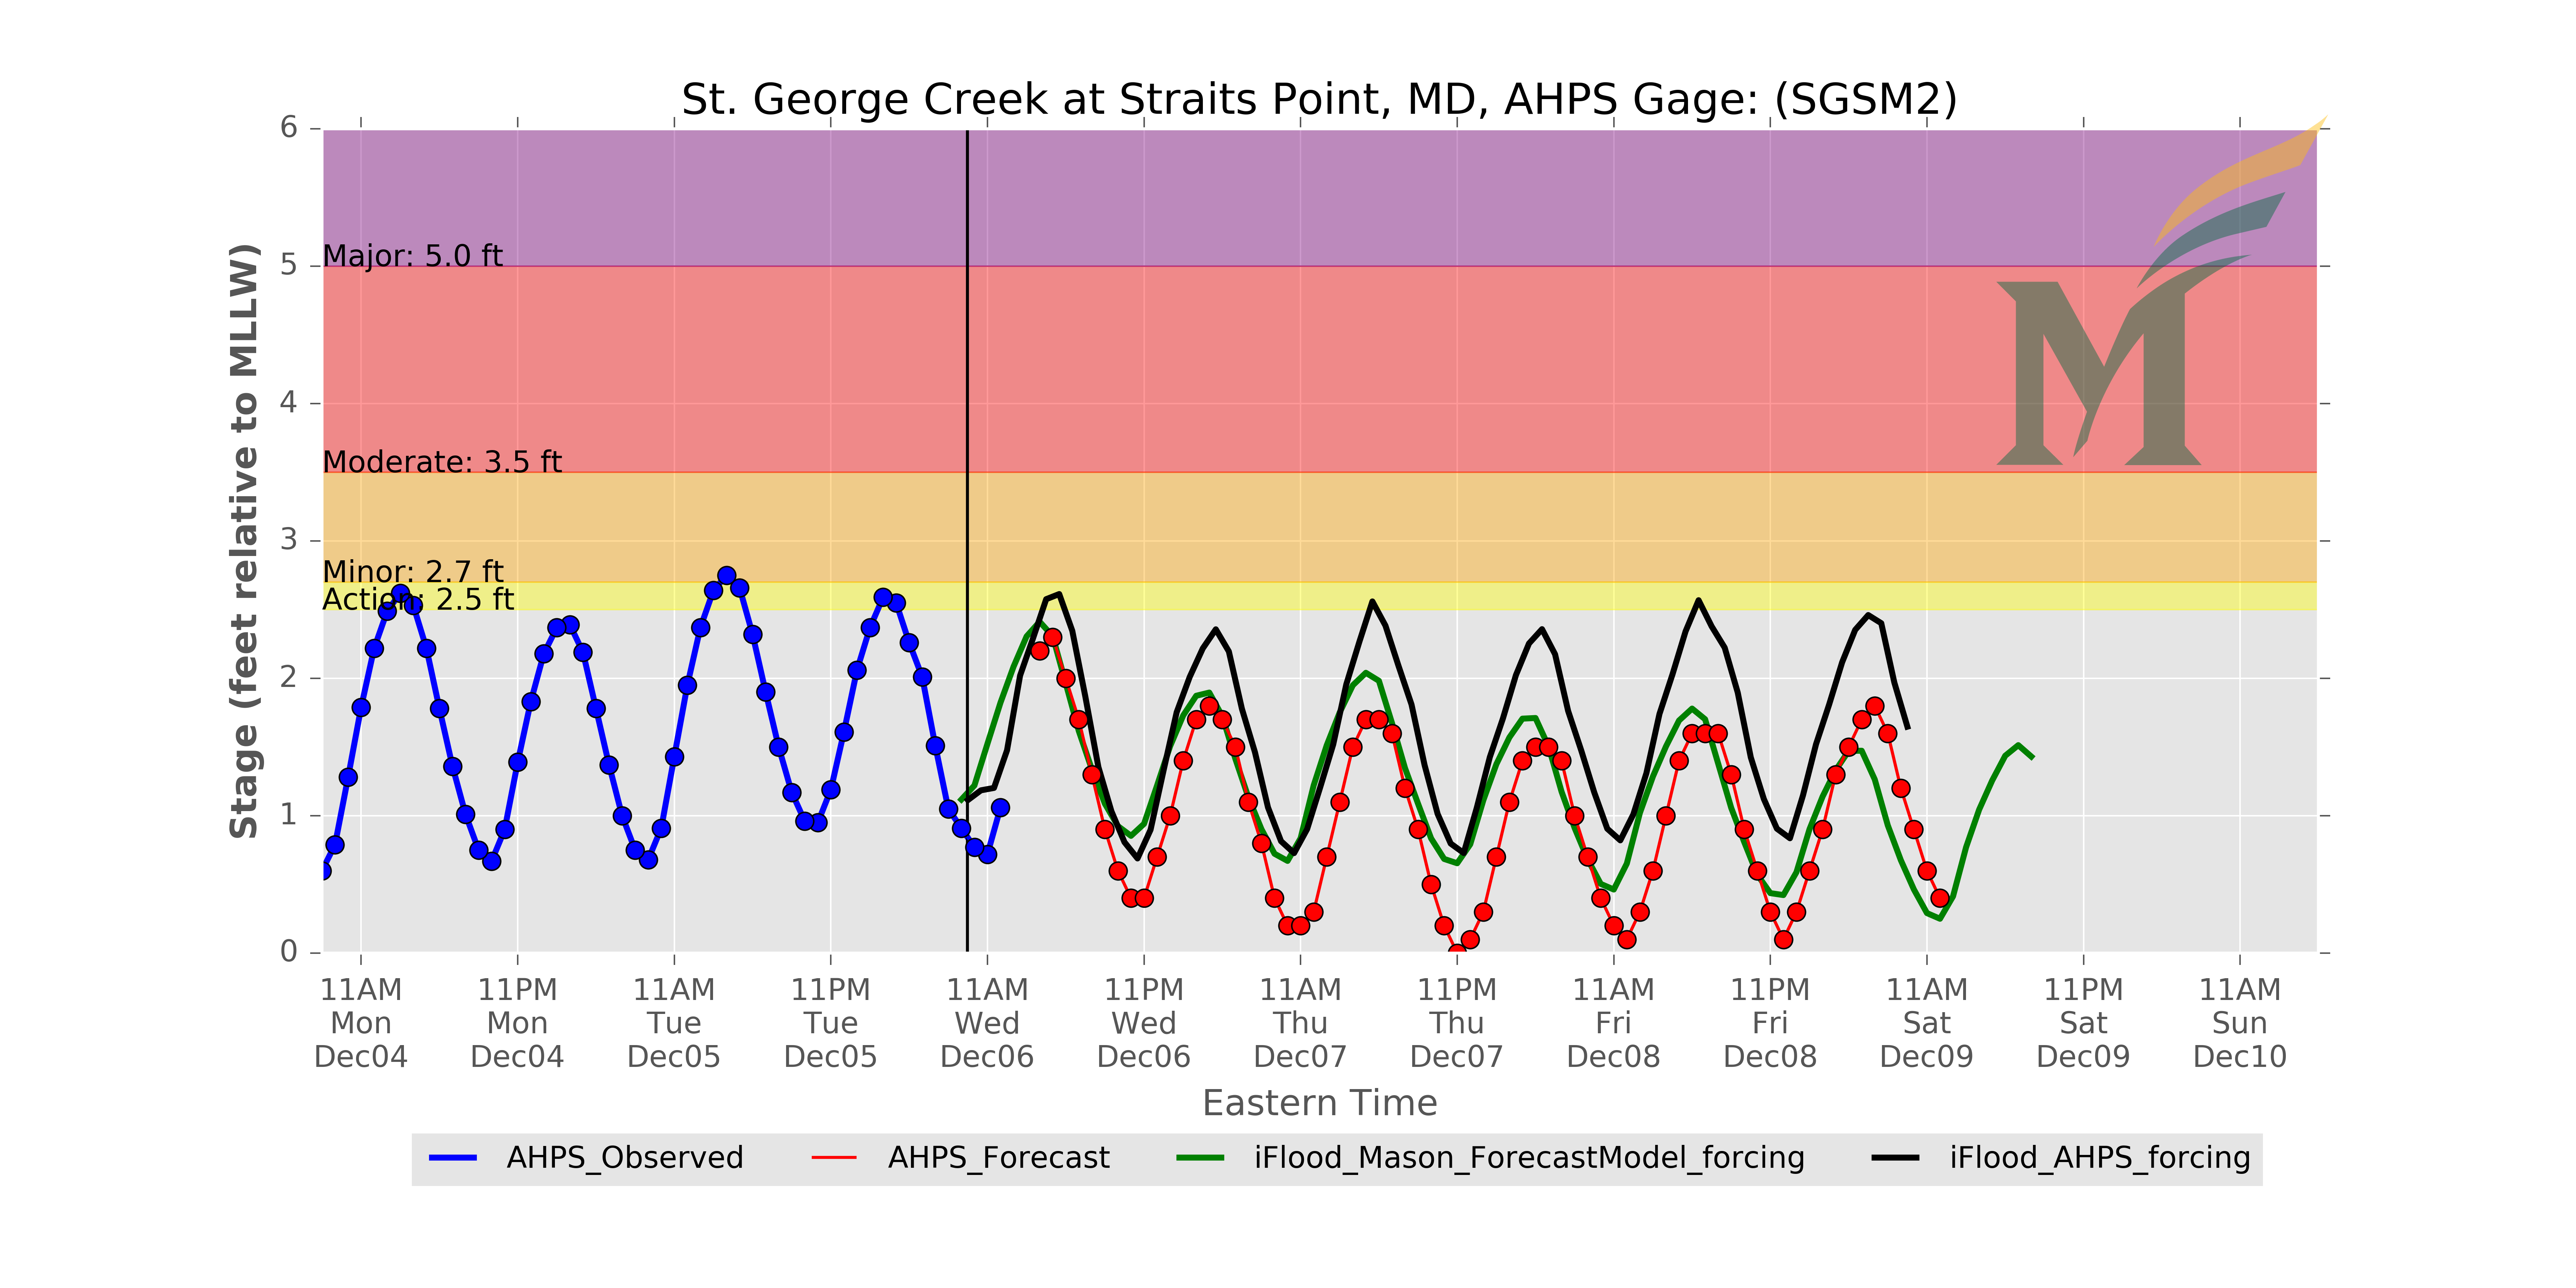 St. George Creek at Straits Point, MD, AHPS Gage: (SGSM2)
Stage (feet relative to MLLW)
6
5
4
3
2
1
0
Major: 5.0 ft
Moderate: 3.5 ft
Minor: 2.7 ft
Action: 2.5 ft
M
11AM 11PM 11AM 11PM 11AM 11PM 11AM 11PM 11AM 11PM 11AM 11PM 11AM
Mon Mon Tue Tue Wed Wed Thu Thu Fri Fri Sat Sat Sun
Dec04 Dec04 Dec05 Dec05 Dec06 Dec06 Dec07 Dec07 Dec08 Dec08 Dec09 Dec09 Dec10
Eastern Time
AHPS_Observed AHPS_Forecast iFlood_Mason_ForecastModel_forcing iFlood_AHPS_forcing